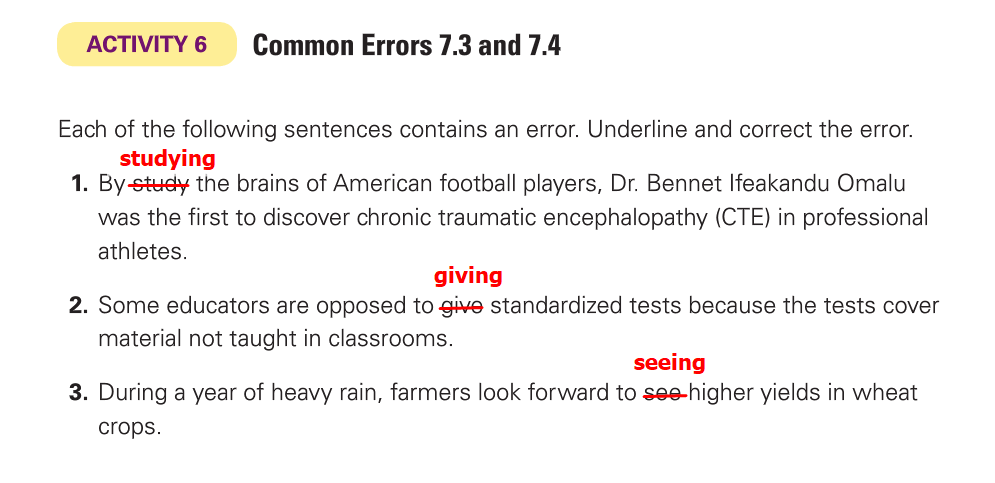 ACTIVITY 6 Common Errors 7.3 and 7.4
Each of the following sentences contains an error. Underline and correct the error.
studying
1. By study the brains of American football players, Dr. Bennet Ifeakandu Omalu
was the first to discover chronic traumatic encephalopathy (CTE) in professional
athletes.
giving
2. Some educators are opposed to give standardized tests because the tests cover
material not taught in classrooms.
seeing
3. During a year of heavy rain, farmers look forward to see higher yields in wheat
crops.